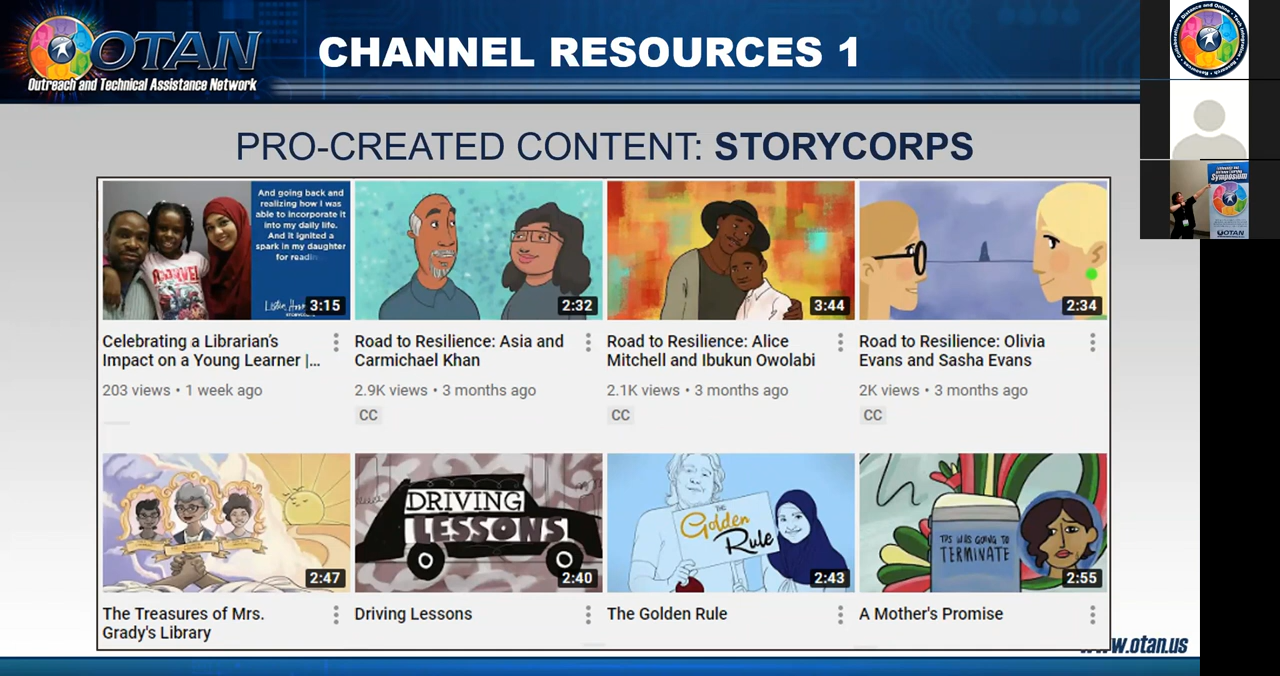 OTAN
Outreach and Technical Assistance Network
CHANNEL RESOURCES 1
PRO-CREATED CONTENT: STORYCORPS
And going back and
realizing how I was
able to incorporate it
into my daily life.
And it ignited a
spark in my daughter
for readin
3:15
2:32
3:44
2:34
Celebrating a Librarian's
Impact on a Young Learner |...
203 views • 1 week ago
Road to Resilience: Asia and
Carmichael Khan
2.9K views • 3 months ago
CC
Road to Resilience: Alice
Mitchell and Ibukun Owolabi
2.1K views • 3 months ago
CC
Road to Resilience: Olivia
Evans and Sasha Evans
2K views • 3 months ago
CC
2:47
DRIVING
LESSONS
2:40
THE
Golden
Rule
2:43
TPS WAS GOING TO
TERMINATE
2:55
The Treasures of Mrs.
Grady's Library
Driving Lessons
The Golden Rule
A Mother's Promise
www.otan.us
Symposium
OTAN